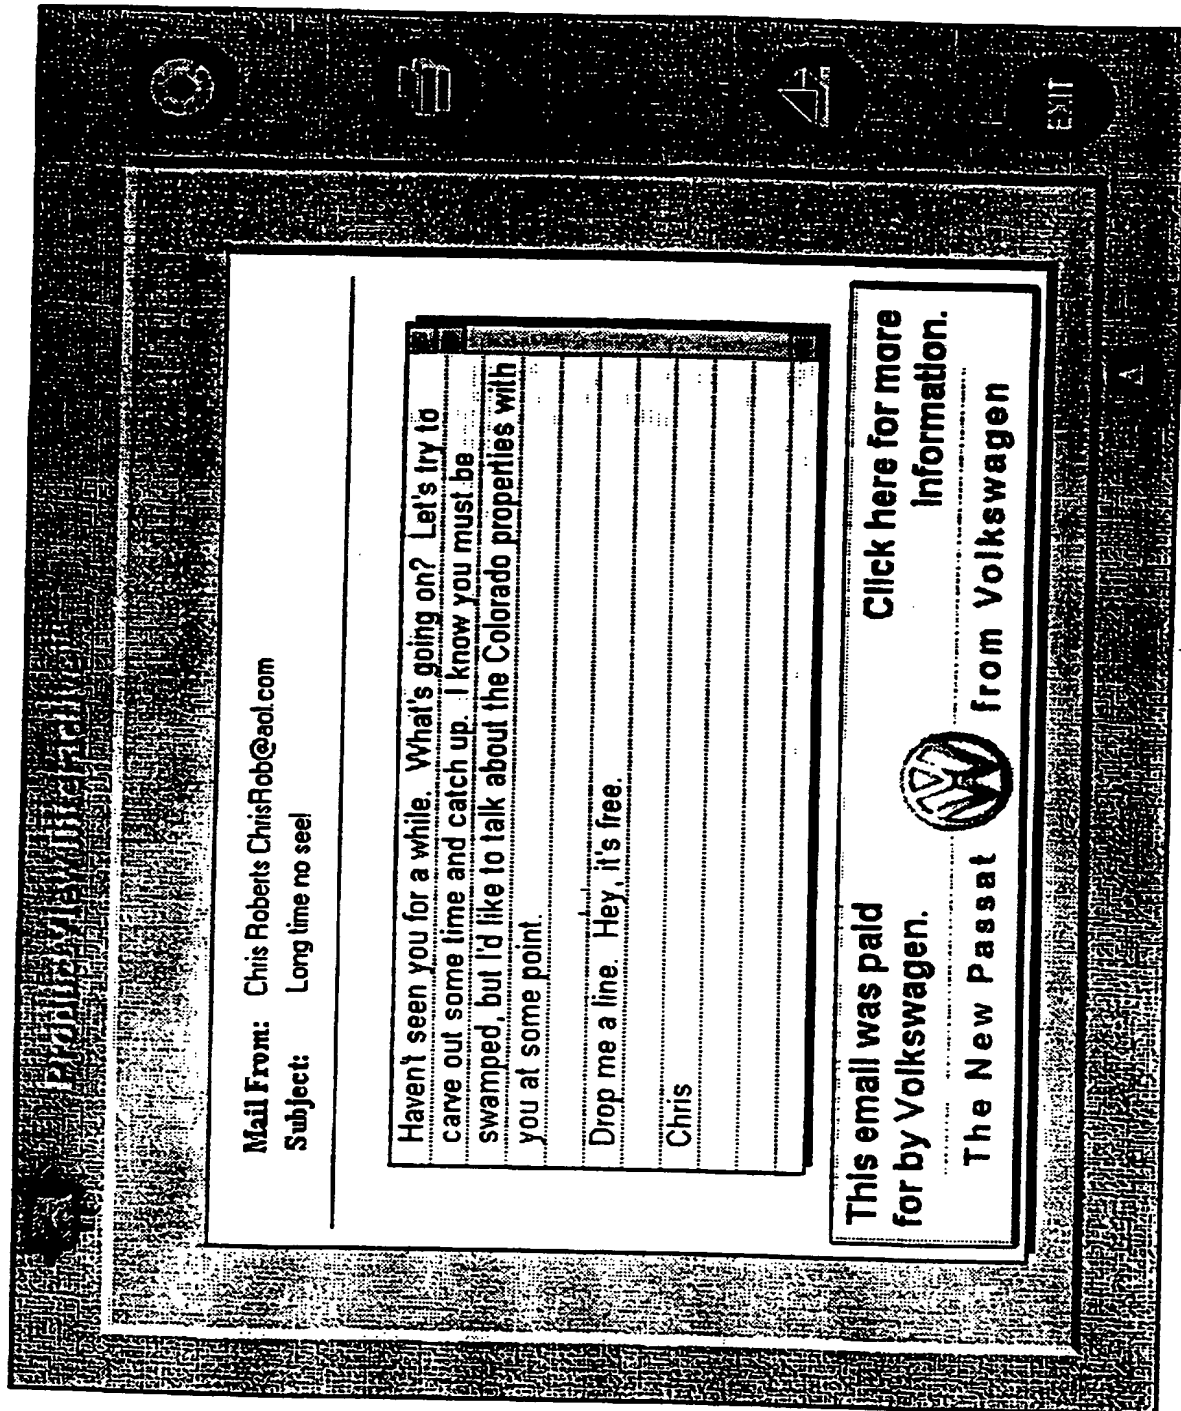 Mail From: Chis Roberts ChrisRob@aol.com
Subject: Long time no see!
Haven't seen you for a while. What's going on? Let's try to
carve out some time and catch up. I know you must be
swamped, but I'd like to talk about the Colorado properties with
you at some point.
Drop me a line. Hey, it's free.
Chris
This email was paid
for by Volkswagen.
Click here for more
Information.
The New Passat from Volkswagen
EXIT